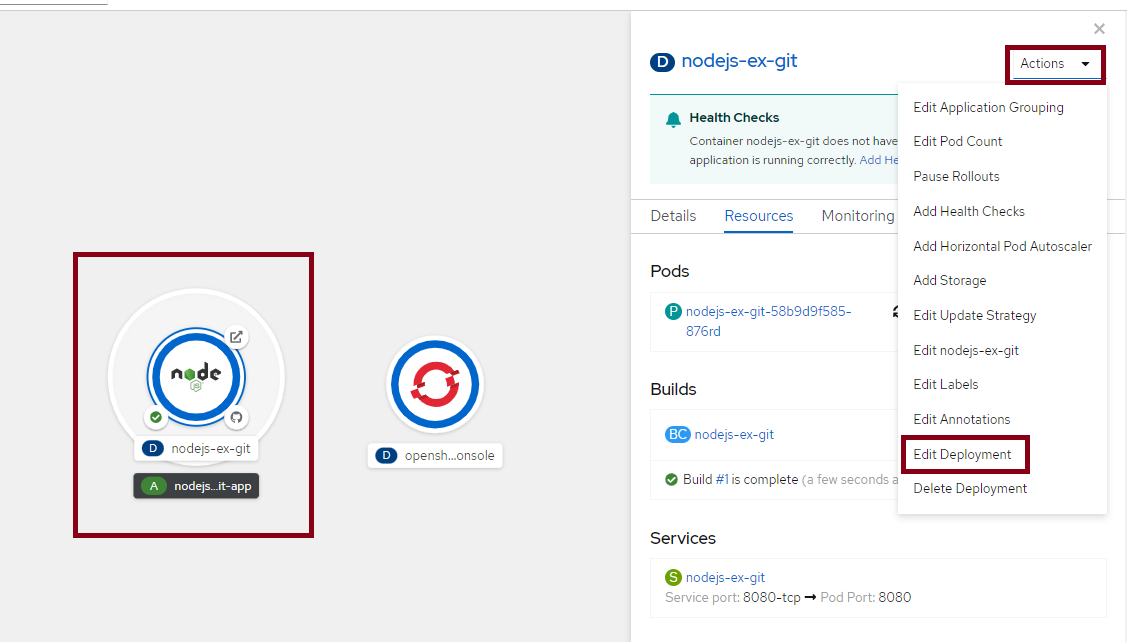 node
JS
D nodejs-ex-git
A nodejs...it-app
D opensh...onsole
D nodejs-ex-git
Actions
Health Checks
Container nodejs-ex-git does not have
application is running correctly. Add He
Details Resources Monitoring
Pods
P nodejs-ex-git-58b9d9f585-
876rd
Builds
BC nodejs-ex-git
Build #1 is complete (a few seconds a
Services
S nodejs-ex-git
Service port: 8080-tcp → Pod Port: 8080
Edit Application Grouping
Edit Pod Count
Pause Rollouts
Add Health Checks
Add Horizontal Pod Autoscaler
Add Storage
Edit Update Strategy
Edit nodejs-ex-git
Edit Labels
Edit Annotations
Edit Deployment
Delete Deployment